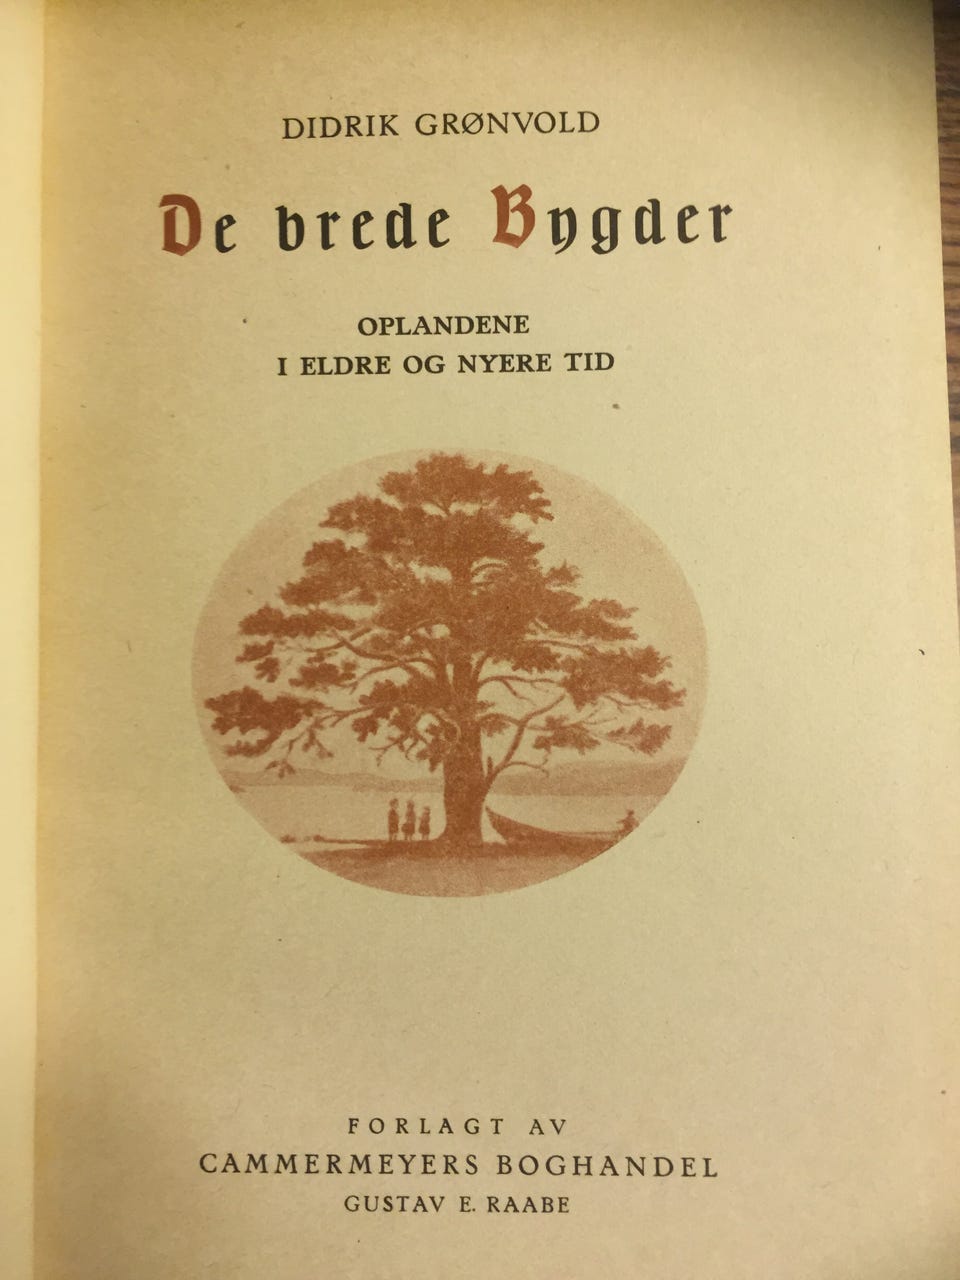 DIDRIK GRØNVOLD
De brede Bygder
OPLANDENE
I ELDRE OG NYERE TID
FORLAGT AV
CAMMERMEYERS BOGHANDEL
GUSTAV E. RAABE